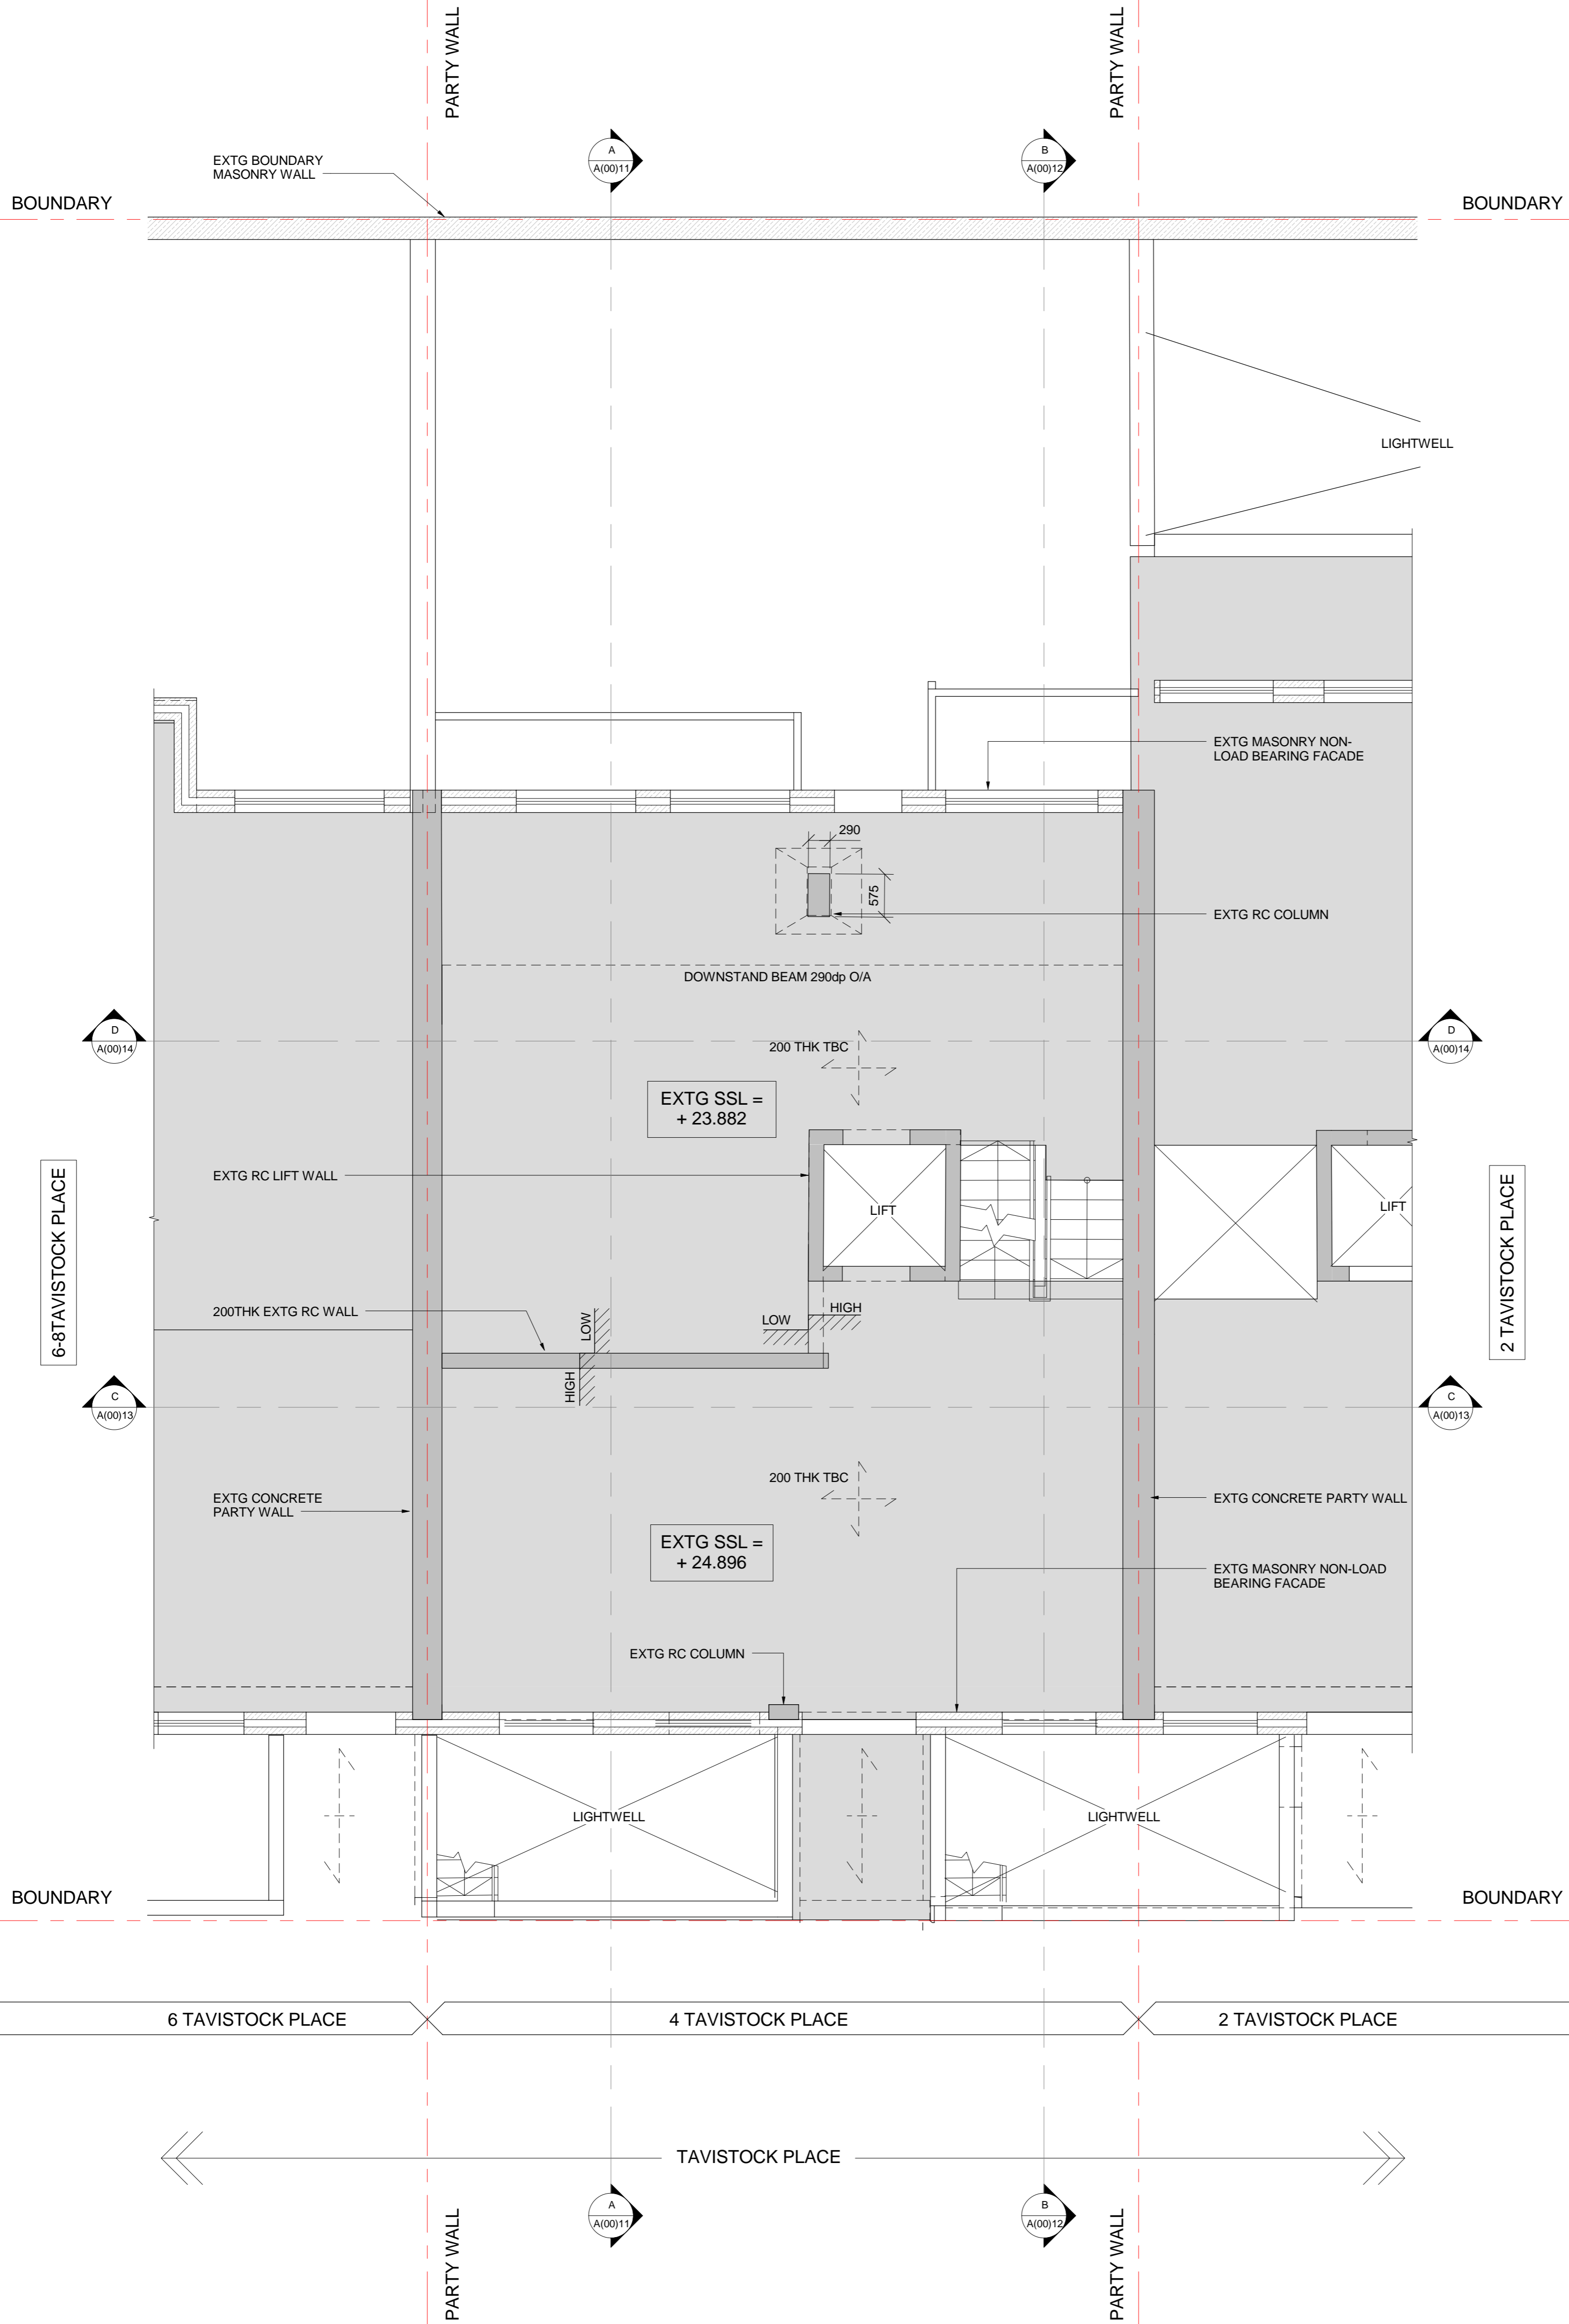 PARTY WALL
PARTY WALL
A
A(00)11
B
A(00)12
EXTG BOUNDARY
MASONRY WALL
BOUNDARY
BOUNDARY
LIGHTWELL
EXTG MASONRY NON-
LOAD BEARING FACADE
290
575
EXTG RC COLUMN
DOWNSTAND BEAM 290dp O/A
D
A(00)14
D
A(00)14
200 THK TBC
EXTG SSL =
+ 23.882
EXTG RC LIFT WALL
LIFT
LIFT
6-8TAVISTOCK PLACE
2 TAVISTOCK PLACE
200THK EXTG RC WALL
LOW
HIGH
LOW
HIGH
C
A(00)13
C
A(00)13
200 THK TBC
EXTG CONCRETE
PARTY WALL
EXTG CONCRETE PARTY WALL
EXTG SSL =
+ 24.896
EXTG MASONRY NON-LOAD
BEARING FACADE
EXTG RC COLUMN
LIGHTWELL
LIGHTWELL
BOUNDARY
BOUNDARY
6 TAVISTOCK PLACE
4 TAVISTOCK PLACE
2 TAVISTOCK PLACE
TAVISTOCK PLACE
A
A(00)11
B
A(00)12
PARTY WALL
PARTY WALL